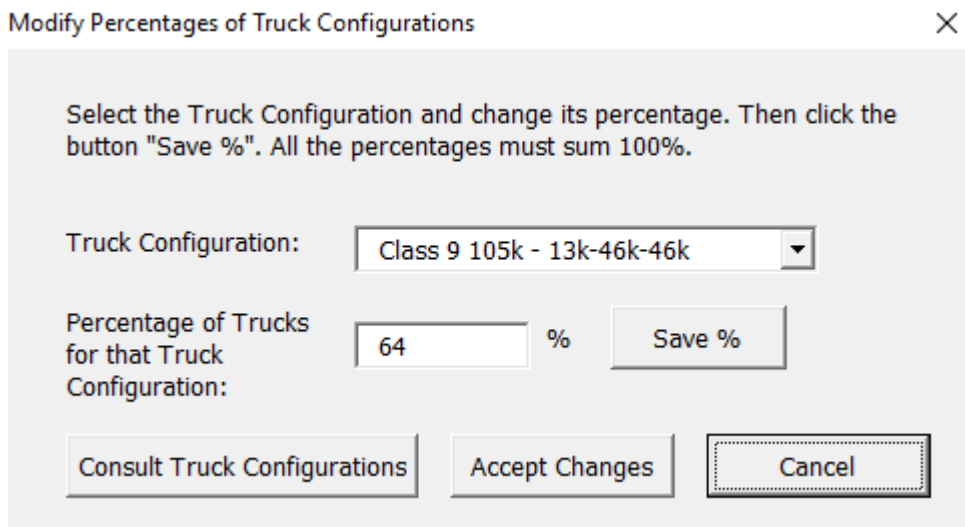 Modify Percentages of Truck Configurations
Select the Truck Configuration and change its percentage. Then click the
button "Save %". All the percentages must sum 100%.
Truck Configuration:
Class 9 105k - 13k-46k-46k
Percentage of Trucks
for that Truck
Configuration:
64
%
Save %
Consult Truck Configurations
Accept Changes
Cancel